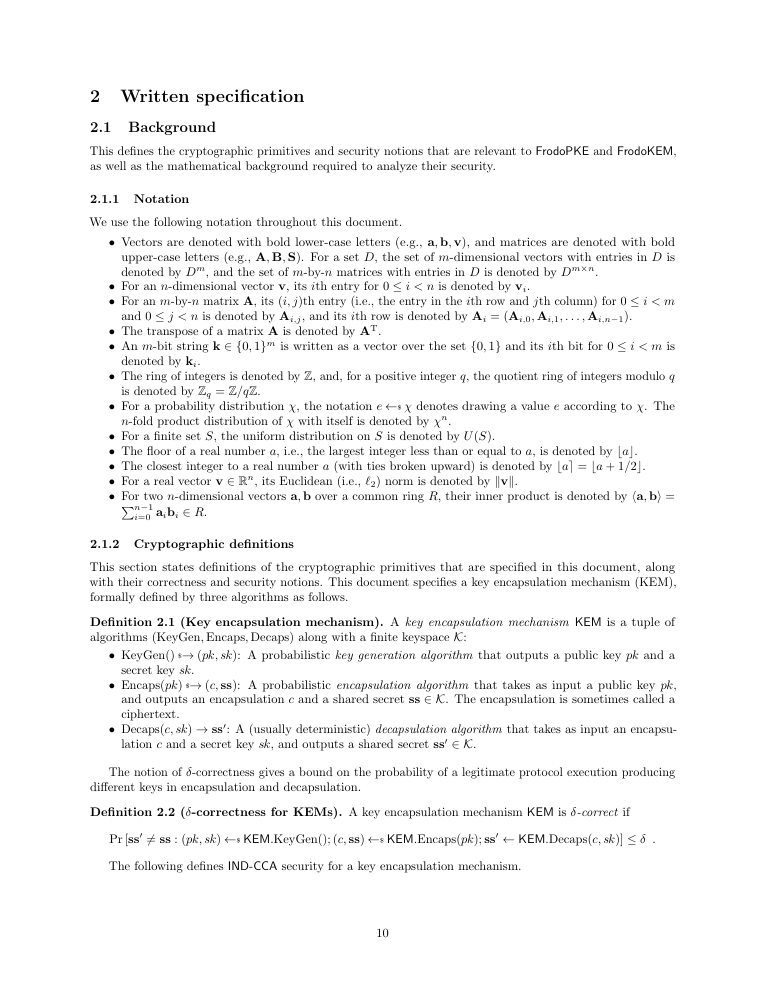 2 Written specification
2.1 Background
This defines the cryptographic primitives and security notions that are relevant to FrodoPKE and FrodoKEM,
as well as the mathematical background required to analyze their security.
2.1.1 Notation
We use the following notation throughout this document.
• Vectors are denoted with bold lower-case letters (e.g., a, b, v), and matrices are denoted with bold
upper-case letters (e.g., A, B, S). For a set D, the set of m-dimensional vectors with entries in D is
denoted by Dᵐ, and the set of m-by-n matrices with entries in D is denoted by Dᵐˣⁿ.
• For an n-dimensional vector v, its ith entry for 0 ≤ i < n is denoted by vᵢ.
• For an m-by-n matrix A, its (i, j)th entry (i.e., the entry in the ith row and jth column) for 0 ≤ i < m
and 0 ≤ j < n is denoted by A_{i,j}, and its ith row is denoted by A_i = (A_{i,0}, A_{i,1}, . . . , A_{i,n−1}).
• The transpose of a matrix A is denoted by Aᵀ.
• An m-bit string k ∈ {0, 1}ᵐ is written as a vector over the set {0, 1} and its ith bit for 0 ≤ i < m is
denoted by kᵢ.
• The ring of integers is denoted by ℤ, and, for a positive integer q, the quotient ring of integers modulo q
is denoted by ℤ_q = ℤ/qℤ.
• For a probability distribution χ, the notation e ←$ χ denotes drawing a value e according to χ. The
n-fold product distribution of χ with itself is denoted by χⁿ.
• For a finite set S, the uniform distribution on S is denoted by U(S).
• The floor of a real number a, i.e., the largest integer less than or equal to a, is denoted by ⌊a⌋.
• The closest integer to a real number a (with ties broken upward) is denoted by ⌊a⌉ = ⌊a + 1/2⌋.
• For a real vector v ∈ ℝⁿ, its Euclidean (i.e., ℓ₂) norm is denoted by ‖v‖.
• For two n-dimensional vectors a, b over a common ring R, their inner product is denoted by ⟨a, b⟩ =
∑_{i=0}^{n−1} aᵢbᵢ ∈ R.
2.1.2 Cryptographic definitions
This section states definitions of the cryptographic primitives that are specified in this document, along
with their correctness and security notions. This document specifies a key encapsulation mechanism (KEM),
formally defined by three algorithms as follows.
Definition 2.1 (Key encapsulation mechanism). A key encapsulation mechanism KEM is a tuple of
algorithms (KeyGen, Encaps, Decaps) along with a finite keyspace 𝒦:
• KeyGen() $→ (pk, sk): A probabilistic key generation algorithm that outputs a public key pk and a
secret key sk.
• Encaps(pk) $→ (c, ss): A probabilistic encapsulation algorithm that takes as input a public key pk,
and outputs an encapsulation c and a shared secret ss ∈ 𝒦. The encapsulation is sometimes called a
ciphertext.
• Decaps(c, sk) → ss′: A (usually deterministic) decapsulation algorithm that takes as input an encapsu-
lation c and a secret key sk, and outputs a shared secret ss′ ∈ 𝒦.
The notion of δ-correctness gives a bound on the probability of a legitimate protocol execution producing
different keys in encapsulation and decapsulation.
Definition 2.2 (δ-correctness for KEMs). A key encapsulation mechanism KEM is δ-correct if
Pr [ss′ ≠ ss : (pk, sk) ←$ KEM.KeyGen(); (c, ss) ←$ KEM.Encaps(pk); ss′ ← KEM.Decaps(c, sk)] ≤ δ .
The following defines IND-CCA security for a key encapsulation mechanism.
10